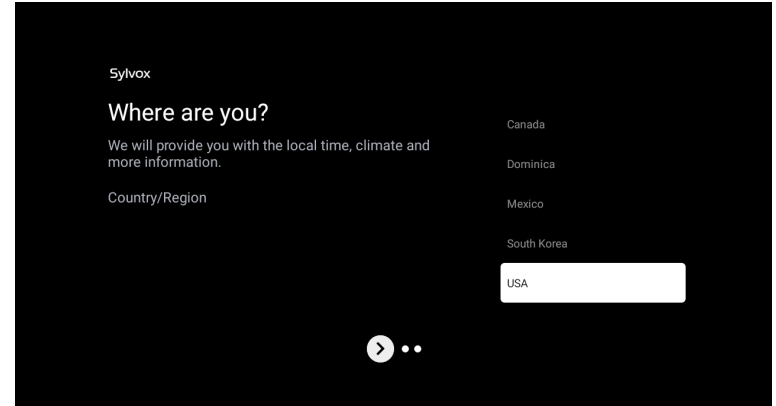 Sylvox
Where are you?
We will provide you with the local time, climate and
more information.
Country/Region
Canada
Dominica
Mexico
South Korea
USA